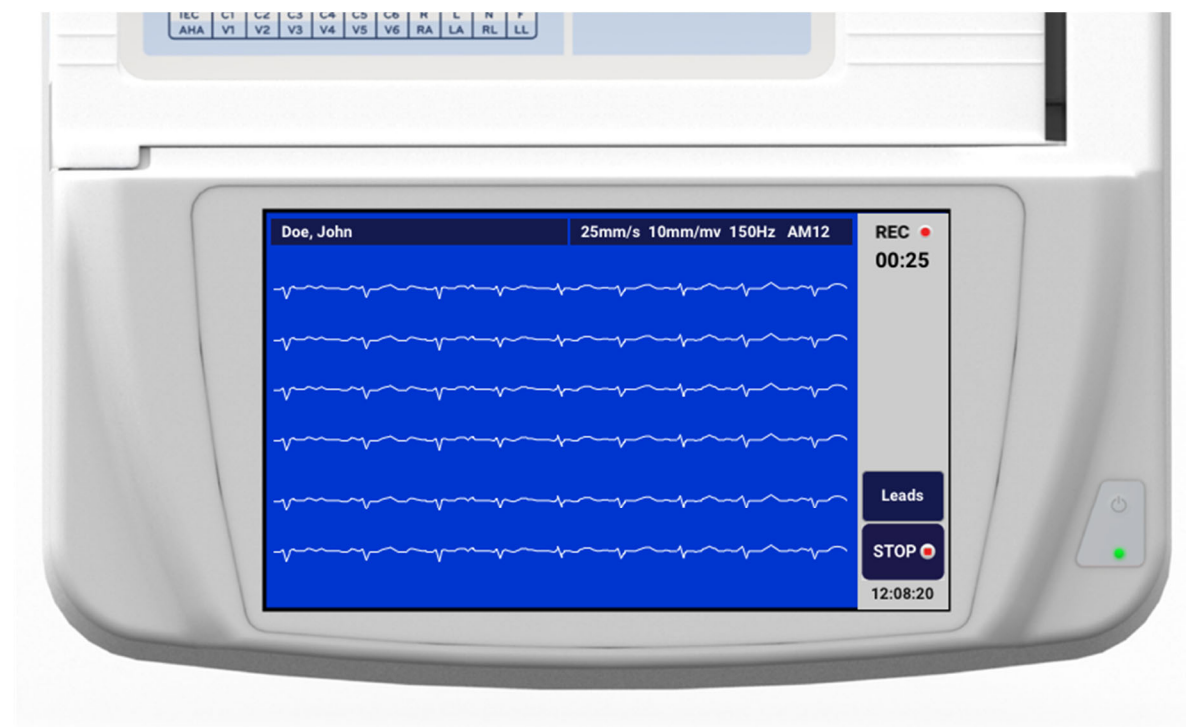 IEC C1 C2 C3 C4 C5 C6 R L N F
AHA V1 V2 V3 V4 V5 V6 RA LA RL LL
Doe, John
25mm/s 10mm/mv 150Hz AM12
REC
00:25
Leads
STOP
12:08:20